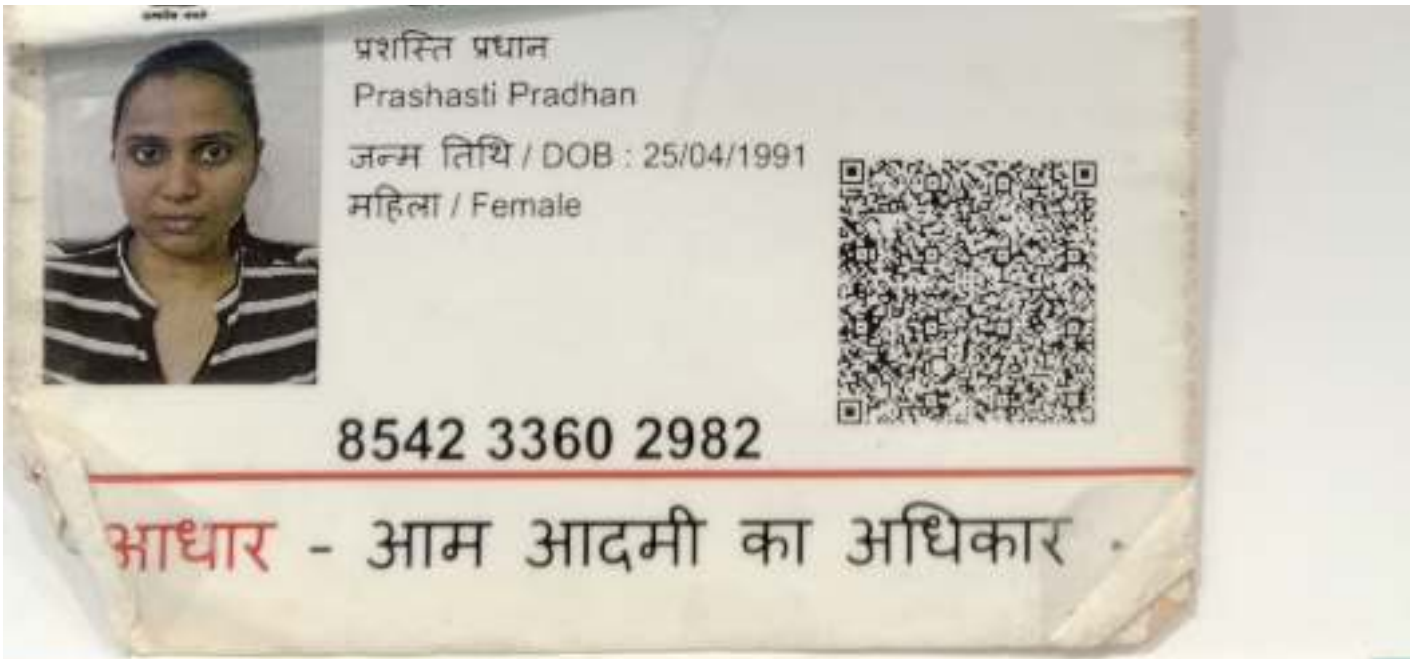 प्रशस्ति प्रधान
Prashasti Pradhan
जन्म तिथि / DOB : 25/04/1991
महिला / Female
8542 3360 2982
आधार - आम आदमी का अधिकार -